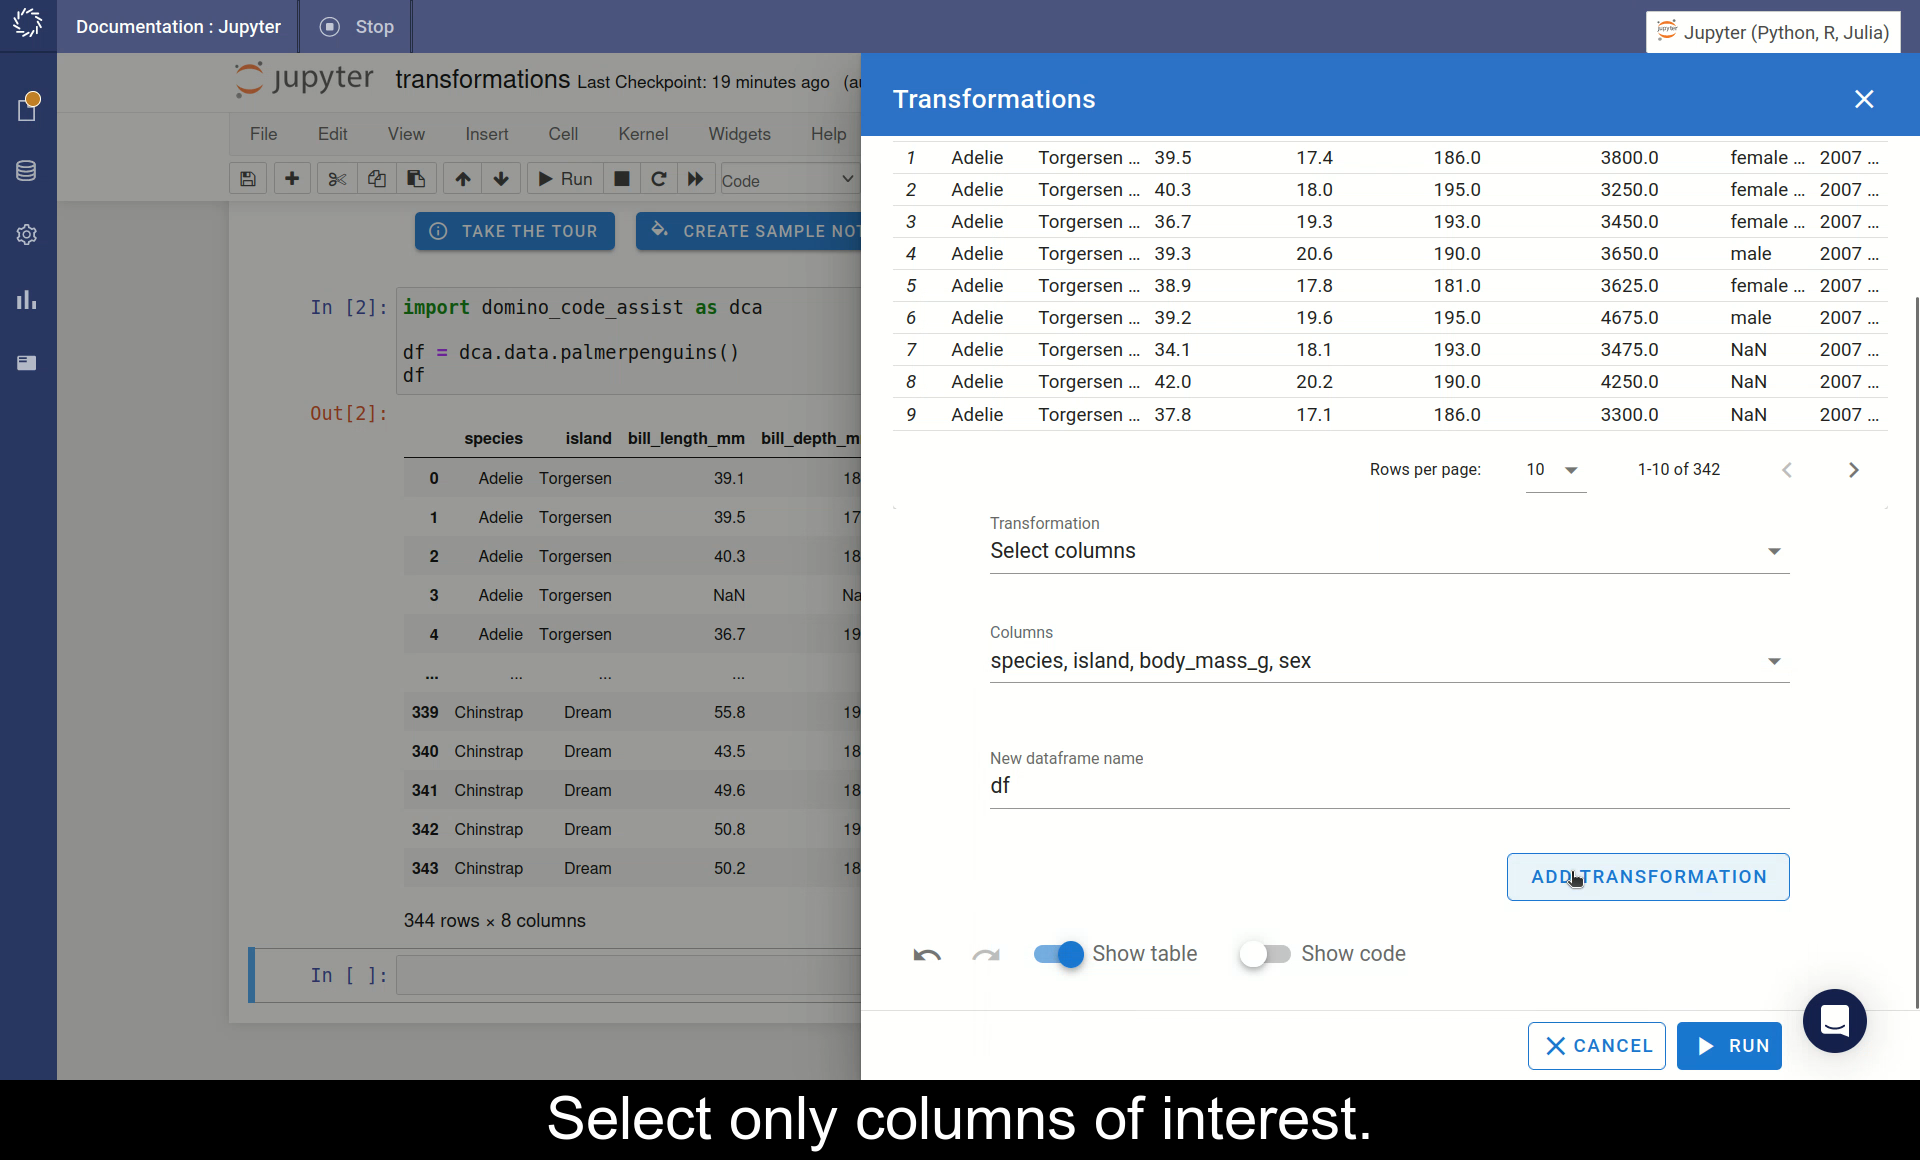 Documentation : Jupyter
Stop
Jupyter (Python, R, Julia)
jupyter transformations Last Checkpoint: 19 minutes ago (au
File Edit View Insert Cell Kernel Widgets Help
Run
Code
TAKE THE TOUR
CREATE SAMPLE NOT
In [2]: import domino_code_assist as dca
df = dca.data.palmerpenguins()
df
Out[2]:
species island bill_length_mm bill_depth_m
0 Adelie Torgersen 39.1 18
1 Adelie Torgersen 39.5 17
2 Adelie Torgersen 40.3 18
3 Adelie Torgersen NaN Na
4 Adelie Torgersen 36.7 19
... ... ... ...
339 Chinstrap Dream 55.8 19
340 Chinstrap Dream 43.5 18
341 Chinstrap Dream 49.6 18
342 Chinstrap Dream 50.8 19
343 Chinstrap Dream 50.2 18
344 rows × 8 columns
In [ ]:
Transformations
1 Adelie Torgersen ... 39.5 17.4 186.0 3800.0 female ... 2007 ...
2 Adelie Torgersen ... 40.3 18.0 195.0 3250.0 female ... 2007 ...
3 Adelie Torgersen ... 36.7 19.3 193.0 3450.0 female ... 2007 ...
4 Adelie Torgersen ... 39.3 20.6 190.0 3650.0 male 2007 ...
5 Adelie Torgersen ... 38.9 17.8 181.0 3625.0 female ... 2007 ...
6 Adelie Torgersen ... 39.2 19.6 195.0 4675.0 male 2007 ...
7 Adelie Torgersen ... 34.1 18.1 193.0 3475.0 NaN 2007 ...
8 Adelie Torgersen ... 42.0 20.2 190.0 4250.0 NaN 2007 ...
9 Adelie Torgersen ... 37.8 17.1 186.0 3300.0 NaN 2007 ...
Rows per page: 10 1-10 of 342
Transformation
Select columns
Columns
species, island, body_mass_g, sex
New dataframe name
df
ADD TRANSFORMATION
Show table
Show code
CANCEL
RUN
Select only columns of interest.